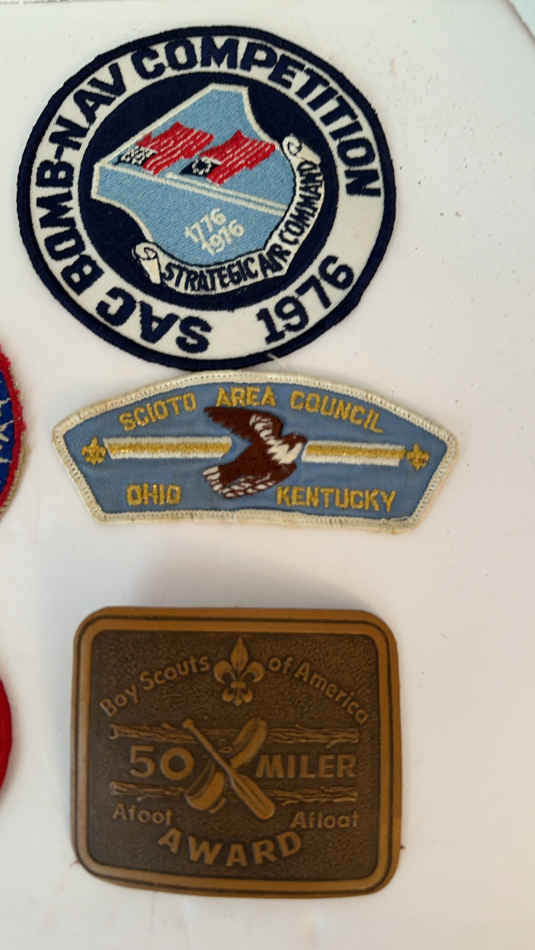 SAC BOMB-NAV COMPETITION
1776
1976
STRATEGIC AIR COMMAND
1976
SCIOTO AREA COUNCIL
OHIO KENTUCKY
Boy Scouts of America
50 MILER
Afoot Afloat
AWARD